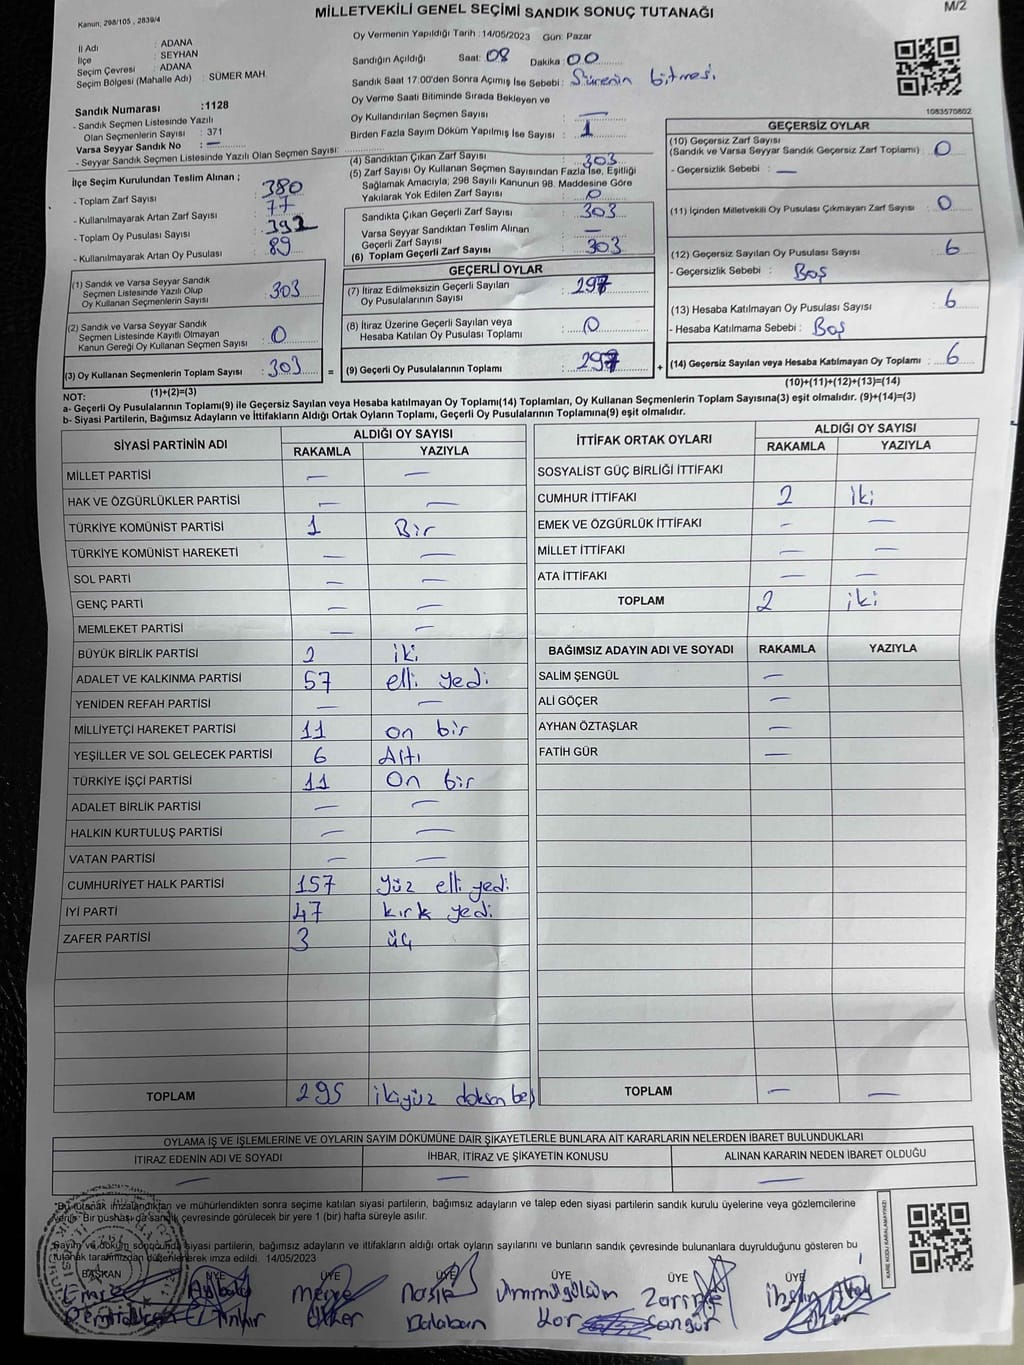 Kanun; 298/105 , 2839/4
MİLLETVEKİLİ GENEL SEÇİMİ SANDIK SONUÇ TUTANAĞI
M/2
İl Adı : ADANA
İlçe : SEYHAN
Seçim Çevresi : ADANA
Seçim Bölgesi (Mahalle Adı) : SÜMER MAH.
Oy Vermenin Yapıldığı Tarih : 14/05/2023 Gün: Pazar
Sandığın Açıldığı Saat: 08 Dakika: 00
Sandık Saat 17:00'den Sonra Açılmış İse Sebebi : Sürenin bitmesi
Oy Verme Saati Bitiminde Sırada Bekleyen ve
Oy Kullandırılan Seçmen Sayısı : —
Birden Fazla Sayım Döküm Yapılmış İse Sayısı : 1
1083570802
Sandık Numarası :1128
- Sandık Seçmen Listesinde Yazılı
Olan Seçmenlerin Sayısı : 371
Varsa Seyyar Sandık No : —
- Seyyar Sandık Seçmen Listesinde Yazılı Olan Seçmen Sayısı:
İlçe Seçim Kurulundan Teslim Alınan ;
- Toplam Zarf Sayısı : 380
- Kullanılmayarak Artan Zarf Sayısı : 77
- Toplam Oy Pusulası Sayısı : 392
- Kullanılmayarak Artan Oy Pusulası : 89
(4) Sandıktan Çıkan Zarf Sayısı : 303
(5) Zarf Sayısı Oy Kullanan Seçmen Sayısından Fazla İse, Eşitliği
Sağlamak Amacıyla; 298 Sayılı Kanunun 98. Maddesine Göre
Yakılarak Yok Edilen Zarf Sayısı : 0
Sandıkta Çıkan Geçerli Zarf Sayısı : 303
Varsa Seyyar Sandıktan Teslim Alınan
Geçerli Zarf Sayısı : —
(6) Toplam Geçerli Zarf Sayısı : 303
GEÇERSİZ OYLAR
(10) Geçersiz Zarf Sayısı
(Sandık ve Varsa Seyyar Sandık Geçersiz Zarf Toplamı) : 0
- Geçersizlik Sebebi : —
(11) İçinden Milletvekili Oy Pusulası Çıkmayan Zarf Sayısı : 0
(12) Geçersiz Sayılan Oy Pusulası Sayısı : 6
- Geçersizlik Sebebi : Boş
(13) Hesaba Katılmayan Oy Pusulası Sayısı : 6
- Hesaba Katılmama Sebebi : Boş
(14) Geçersiz Sayılan veya Hesaba Katılmayan Oy Toplamı : 6
(10)+(11)+(12)+(13)=(14)
(1) Sandık ve Varsa Seyyar Sandık
Seçmen Listesinde Yazılı Olup
Oy Kullanan Seçmenlerin Sayısı : 303
(2) Sandık ve Varsa Seyyar Sandık
Seçmen Listesinde Kayıtlı Olmayan
Kanun Gereği Oy Kullanan Seçmen Sayısı : 0
(3) Oy Kullanan Seçmenlerin Toplam Sayısı : 303 =
(1)+(2)=(3)
GEÇERLİ OYLAR
(7) İtiraz Edilmeksizin Geçerli Sayılan
Oy Pusulalarının Sayısı : 297
(8) İtiraz Üzerine Geçerli Sayılan veya
Hesaba Katılan Oy Pusulası Toplamı : 0
(9) Geçerli Oy Pusulalarının Toplamı : 297 +
NOT:
a- Geçerli Oy Pusulalarının Toplamı(9) ile Geçersiz Sayılan veya Hesaba katılmayan Oy Toplamı(14) Toplamları, Oy Kullanan Seçmenlerin Toplam Sayısına(3) eşit olmalıdır. (9)+(14)=(3)
b- Siyasi Partilerin, Bağımsız Adayların ve İttifakların Aldığı Ortak Oyların Toplamı, Geçerli Oy Pusulalarının Toplamına(9) eşit olmalıdır.
SİYASİ PARTİNİN ADI
ALDIĞI OY SAYISI
RAKAMLA YAZIYLA
MİLLET PARTİSİ — —
HAK VE ÖZGÜRLÜKLER PARTİSİ — —
TÜRKİYE KOMÜNİST PARTİSİ 1 Bir
TÜRKİYE KOMÜNİST HAREKETİ — —
SOL PARTİ — —
GENÇ PARTİ — —
MEMLEKET PARTİSİ — —
BÜYÜK BİRLİK PARTİSİ 2 iki
ADALET VE KALKINMA PARTİSİ 57 elli yedi
YENİDEN REFAH PARTİSİ — —
MİLLİYETÇİ HAREKET PARTİSİ 11 on bir
YEŞİLLER VE SOL GELECEK PARTİSİ 6 Altı
TÜRKİYE İŞÇİ PARTİSİ 11 On bir
ADALET BİRLİK PARTİSİ — —
HALKIN KURTULUŞ PARTİSİ — —
VATAN PARTİSİ — —
CUMHURİYET HALK PARTİSİ 157 Yüz elli yedi
İYİ PARTİ 47 kırk yedi
ZAFER PARTİSİ 3 üç
TOPLAM 295 ikiyüz doksan beş
İTTİFAK ORTAK OYLARI
ALDIĞI OY SAYISI
RAKAMLA YAZIYLA
SOSYALİST GÜÇ BİRLİĞİ İTTİFAKI
CUMHUR İTTİFAKI 2 iki
EMEK VE ÖZGÜRLÜK İTTİFAKI — —
MİLLET İTTİFAKI — —
ATA İTTİFAKI — —
TOPLAM 2 iki
BAĞIMSIZ ADAYIN ADI VE SOYADI RAKAMLA YAZIYLA
SALİM ŞENGÜL —
ALİ GÖÇER —
AYHAN ÖZTAŞLAR —
FATİH GÜR —
TOPLAM — —
OYLAMA İŞ VE İŞLEMLERİNE VE OYLARIN SAYIM DÖKÜMÜNE DAİR ŞİKAYETLERLE BUNLARA AİT KARARLARIN NELERDEN İBARET BULUNDUKLARI
İTİRAZ EDENİN ADI VE SOYADI İHBAR, İTİRAZ VE ŞİKAYETİN KONUSU ALINAN KARARIN NEDEN İBARET OLDUĞU
— — —
"Bu tutanak imzalandıktan ve mühürlendikten sonra seçime katılan siyasi partilerin, bağımsız adayların ve talep eden siyasi partilerin sandık kurulu üyelerine veya gözlemcilerine
verilir. Bir nüshası da sandık çevresinde görülecek bir yere 1 (bir) hafta süreyle asılır.
Sayım ve döküm sonucunda siyasi partilerin, bağımsız adayların ve ittifakların aldığı ortak oyların sayılarını ve bunların sandık çevresinde bulunanlara duyrulduğunu gösteren bu
tutanak tarafımızdan düzenlenerek imza edildi. 14/05/2023
KARE KODU KARALAMAYINIZ!
BAŞKAN ÜYE ÜYE ÜYE ÜYE ÜYE ÜYE
Emre Merve Nasip Ümmügülsüm Zarife
Balaban Kor Songür